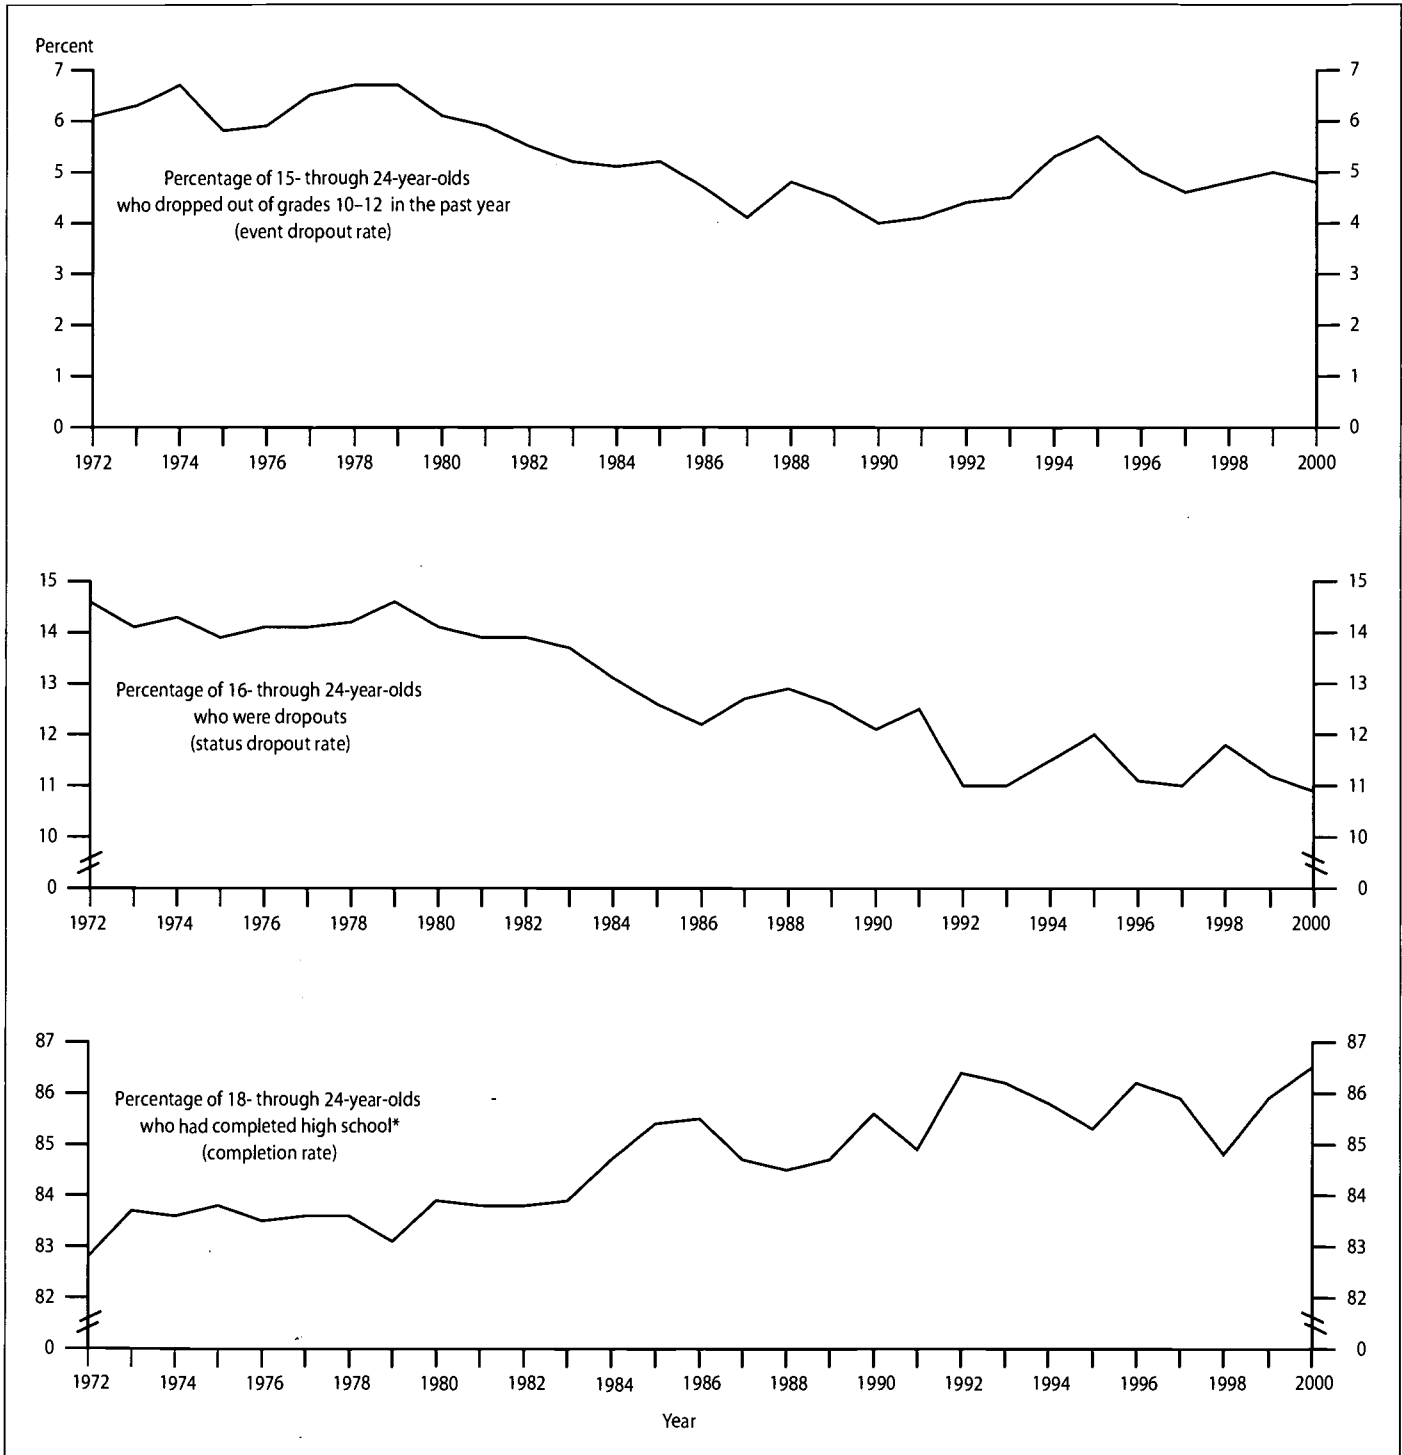 Percent
7 7
6 6
5 5
Percentage of 15- through 24-year-olds
who dropped out of grades 10–12 in the past year
(event dropout rate)
4 4
3 3
2 2
1 1
0 0
1972 1974 1976 1978 1980 1982 1984 1986 1988 1990 1992 1994 1996 1998 2000
15 15
14 14
13 13
Percentage of 16- through 24-year-olds
who were dropouts
(status dropout rate)
12 12
11 11
10 10
0 0
1972 1974 1976 1978 1980 1982 1984 1986 1988 1990 1992 1994 1996 1998 2000
87 87
86 86
Percentage of 18- through 24-year-olds
who had completed high school*
(completion rate)
85 85
84 84
83 83
82 82
0 0
1972 1974 1976 1978 1980 1982 1984 1986 1988 1990 1992 1994 1996 1998 2000
Year